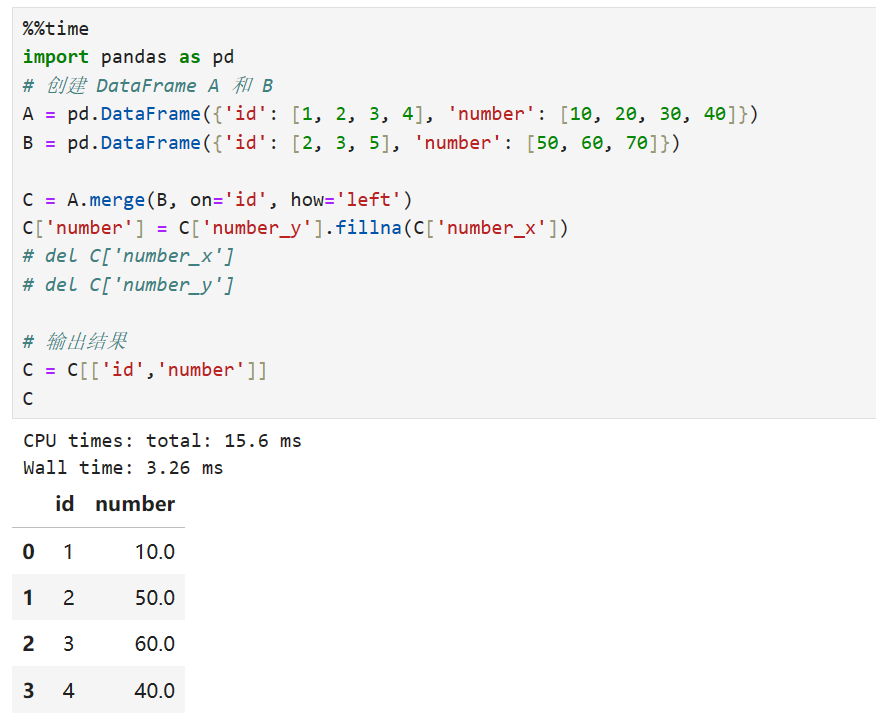 %%time
import pandas as pd
# 创建 DataFrame A 和 B
A = pd.DataFrame({'id': [1, 2, 3, 4], 'number': [10, 20, 30, 40]})
B = pd.DataFrame({'id': [2, 3, 5], 'number': [50, 60, 70]})
C = A.merge(B, on='id', how='left')
C['number'] = C['number_y'].fillna(C['number_x'])
# del C['number_x']
# del C['number_y']
# 输出结果
C = C[['id','number']]
C
CPU times: total: 15.6 ms
Wall time: 3.26 ms
id number
0 1 10.0
1 2 50.0
2 3 60.0
3 4 40.0